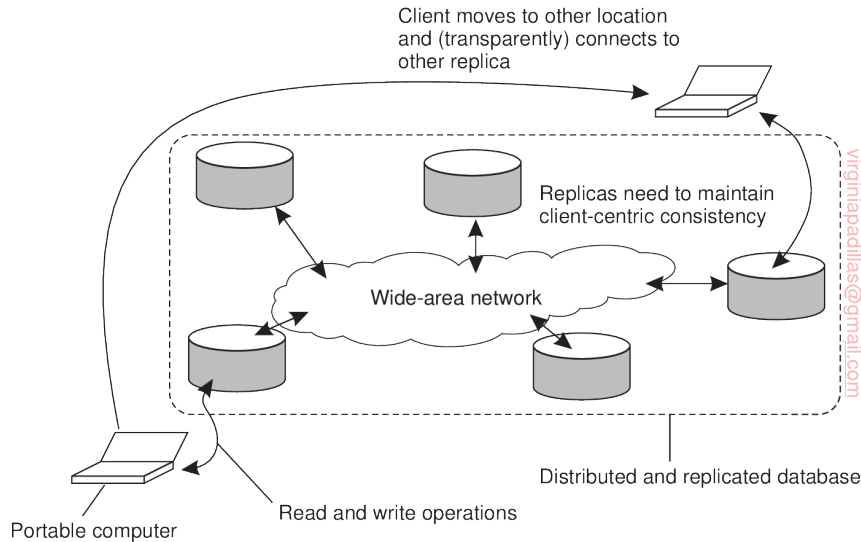 Client moves to other location
and (transparently) connects to
other replica
Replicas need to maintain
client-centric consistency
Wide-area network
Distributed and replicated database
Read and write operations
Portable computer
virginiapadillas@gmail.com